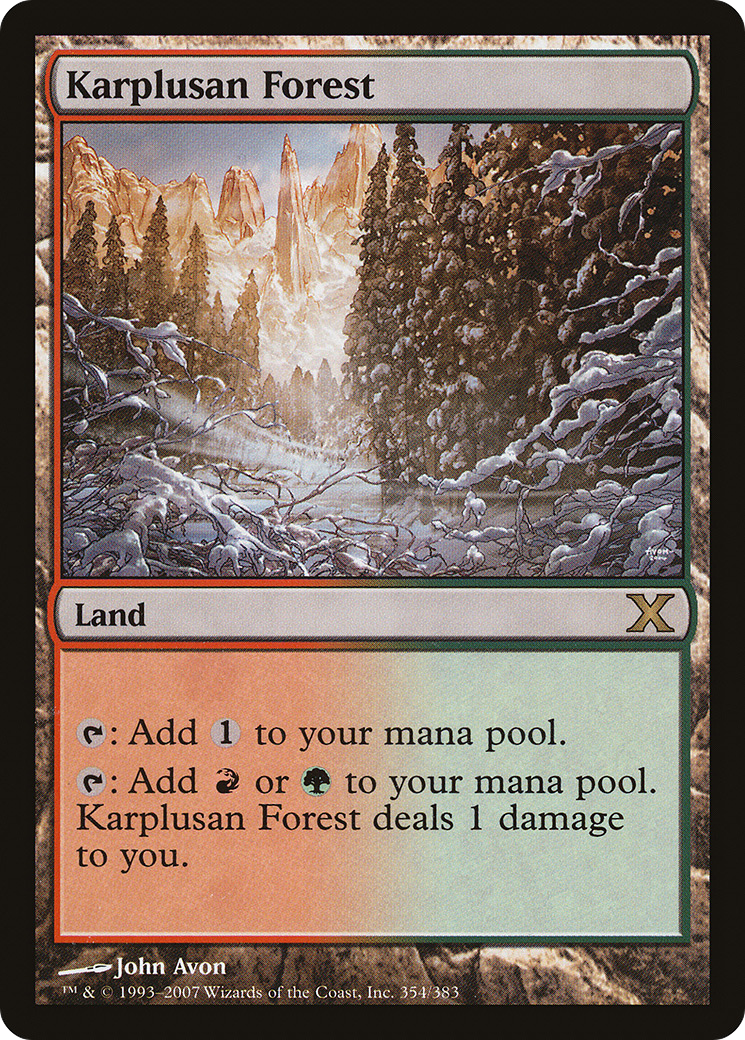 Karplusan Forest
AVON
Land
X
: Add 1 to your mana pool.
: Add or to your mana pool.
Karplusan Forest deals 1 damage
to you.
John Avon
™ & © 1993–2007 Wizards of the Coast, Inc. 354/383